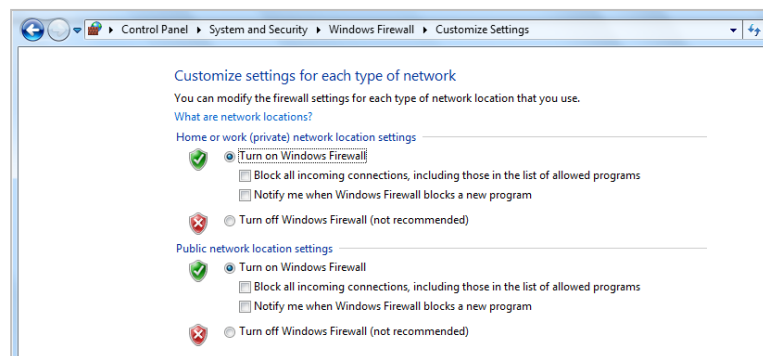 Control Panel ▸ System and Security ▸ Windows Firewall ▸ Customize Settings
Customize settings for each type of network
You can modify the firewall settings for each type of network location that you use.
What are network locations?
Home or work (private) network location settings
Turn on Windows Firewall
Block all incoming connections, including those in the list of allowed programs
Notify me when Windows Firewall blocks a new program
Turn off Windows Firewall (not recommended)
Public network location settings
Turn on Windows Firewall
Block all incoming connections, including those in the list of allowed programs
Notify me when Windows Firewall blocks a new program
Turn off Windows Firewall (not recommended)